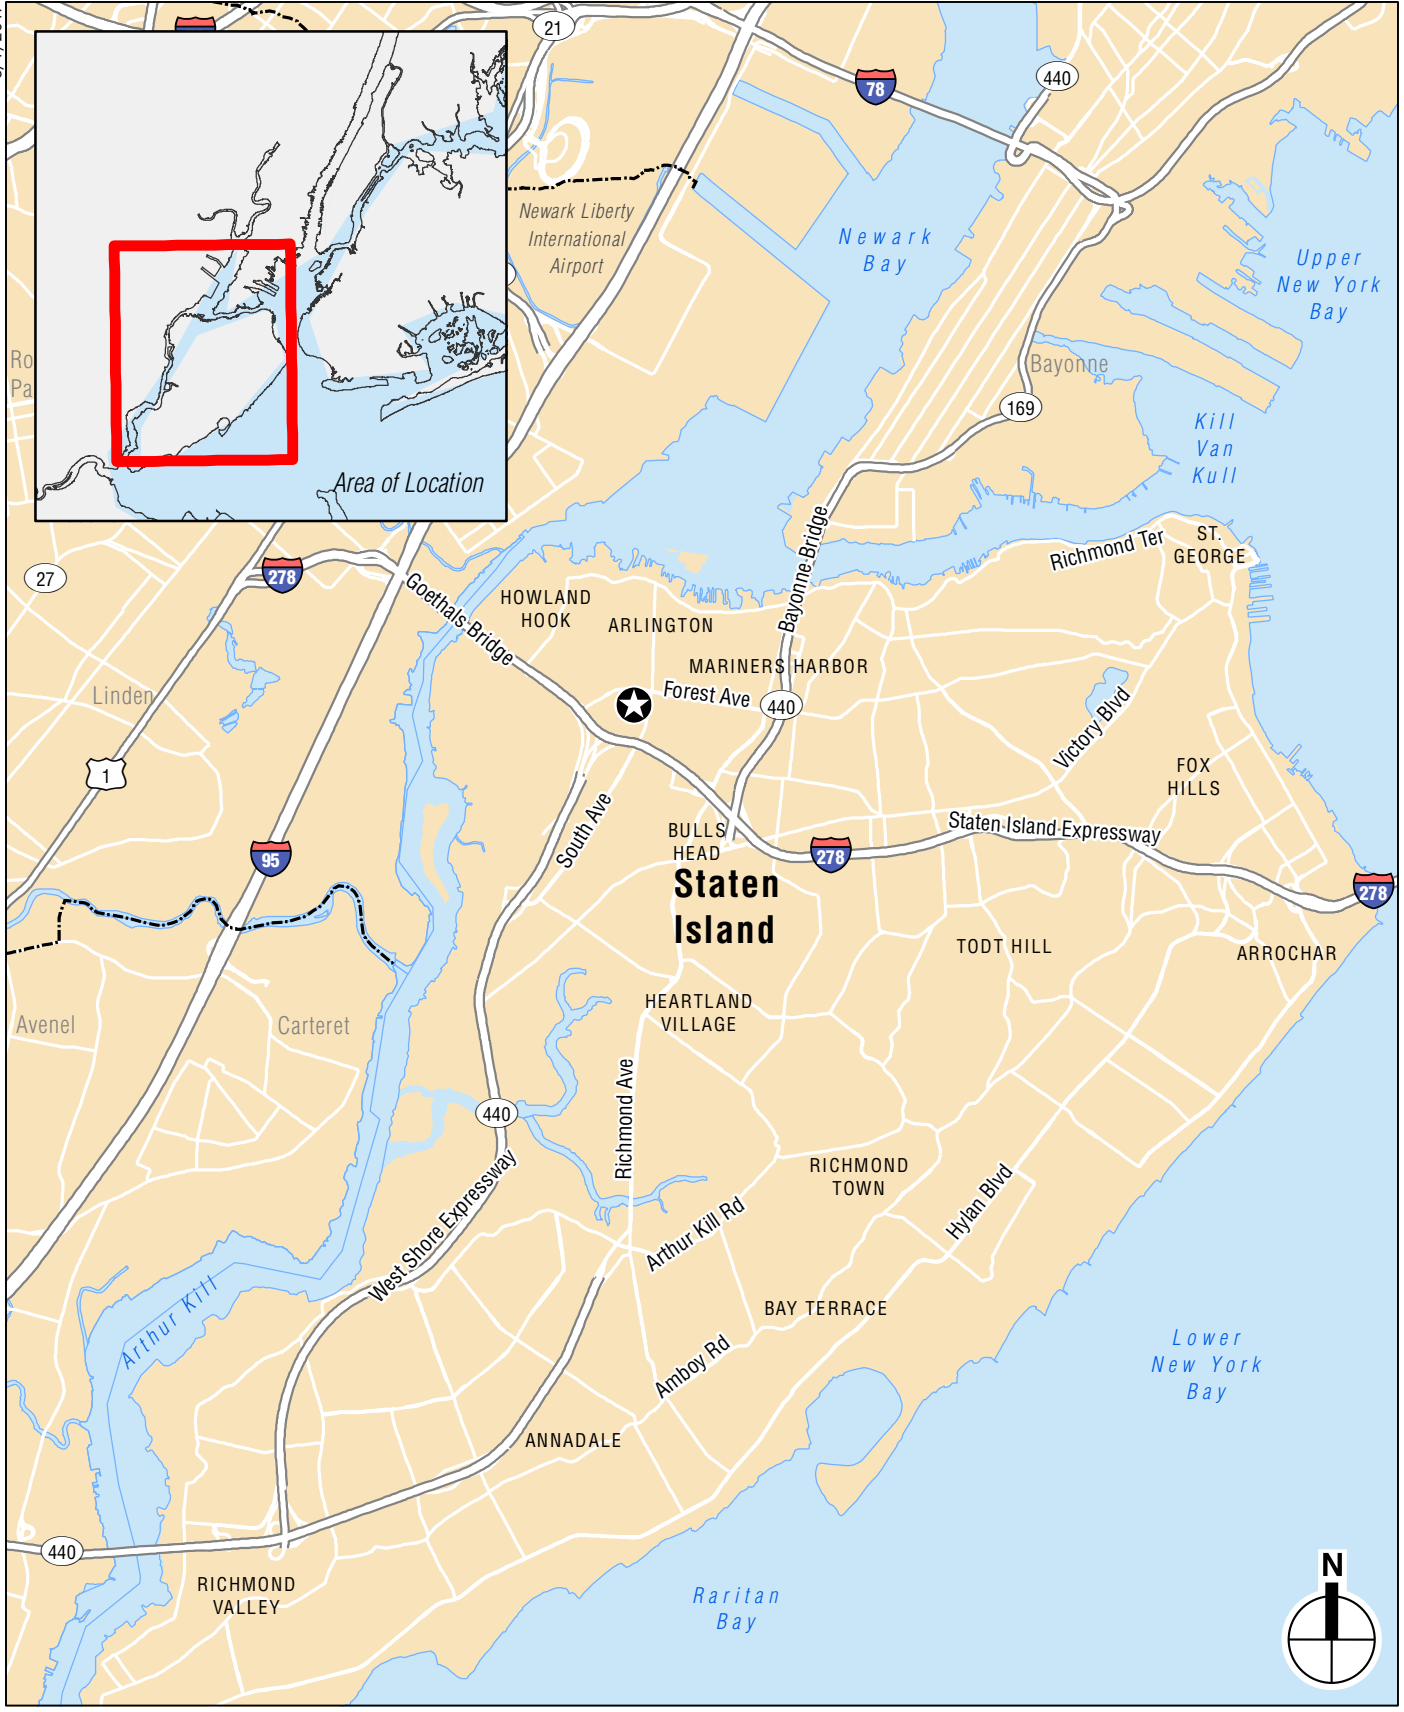 21
78
440
Newark Liberty
International
Airport
Newark
Bay
Upper
New York
Bay
Ro
Pa
Bayonne
169
Kill
Van
Kull
Area of Location
Bayonne Bridge
Richmond Ter
ST.
GEORGE
27
278
Goethals Bridge
HOWLAND
HOOK
ARLINGTON
MARINERS HARBOR
Linden
Forest Ave
440
Victory Blvd
1
FOX
HILLS
South Ave
BULLS
HEAD
Staten Island Expressway
95
278
278
Staten
Island
TODT HILL
ARROCHAR
Avenel
Carteret
HEARTLAND
VILLAGE
Richmond Ave
440
RICHMOND
TOWN
West Shore Expressway
Arthur Kill Rd
Hylan Blvd
Arthur Kill
BAY TERRACE
Amboy Rd
Lower
New York
Bay
ANNADALE
440
RICHMOND
VALLEY
Raritan
Bay
N